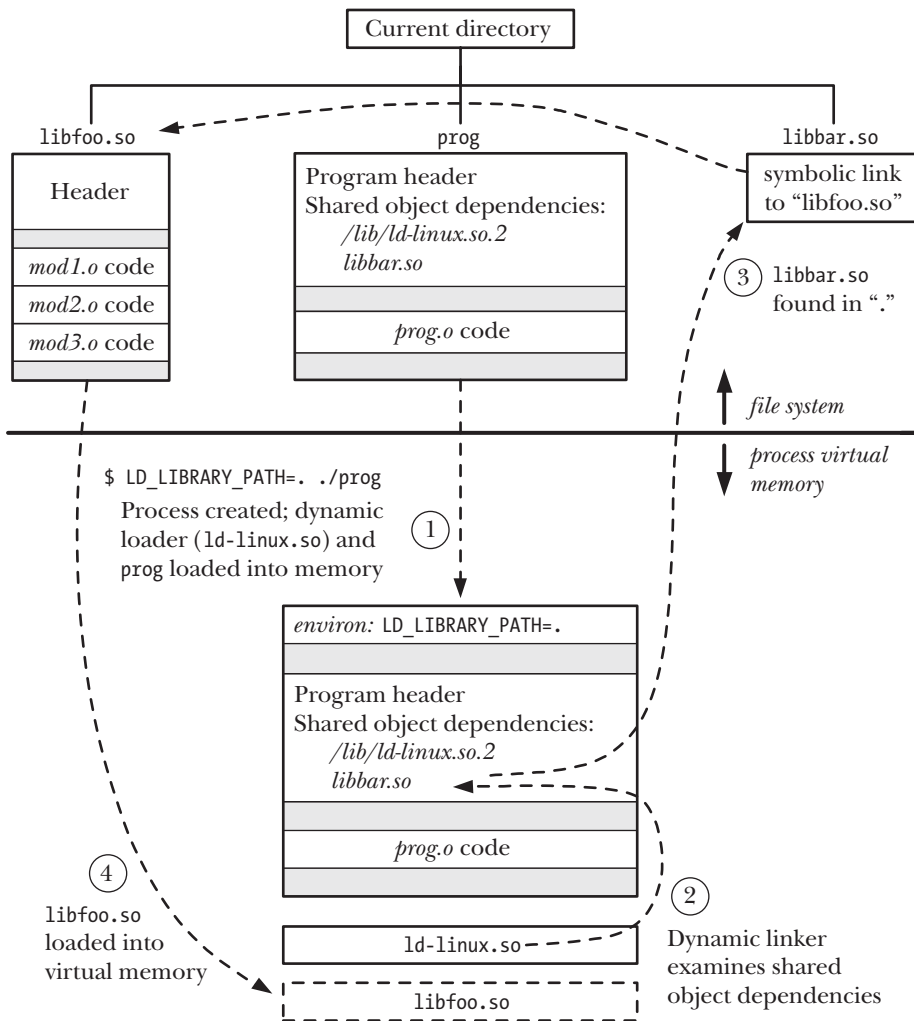 Current directory
libfoo.so
prog
libbar.so
Header
mod1.o code
mod2.o code
mod3.o code
Program header
Shared object dependencies:
/lib/ld-linux.so.2
libbar.so
prog.o code
symbolic link
to “libfoo.so”
3 libbar.so
found in “.”
file system
process virtual
memory
$ LD_LIBRARY_PATH=. ./prog
Process created; dynamic
loader (ld-linux.so) and
prog loaded into memory
1
environ: LD_LIBRARY_PATH=.
Program header
Shared object dependencies:
/lib/ld-linux.so.2
libbar.so
prog.o code
4
libfoo.so
loaded into
virtual memory
2
Dynamic linker
examines shared
object dependencies
ld-linux.so
libfoo.so